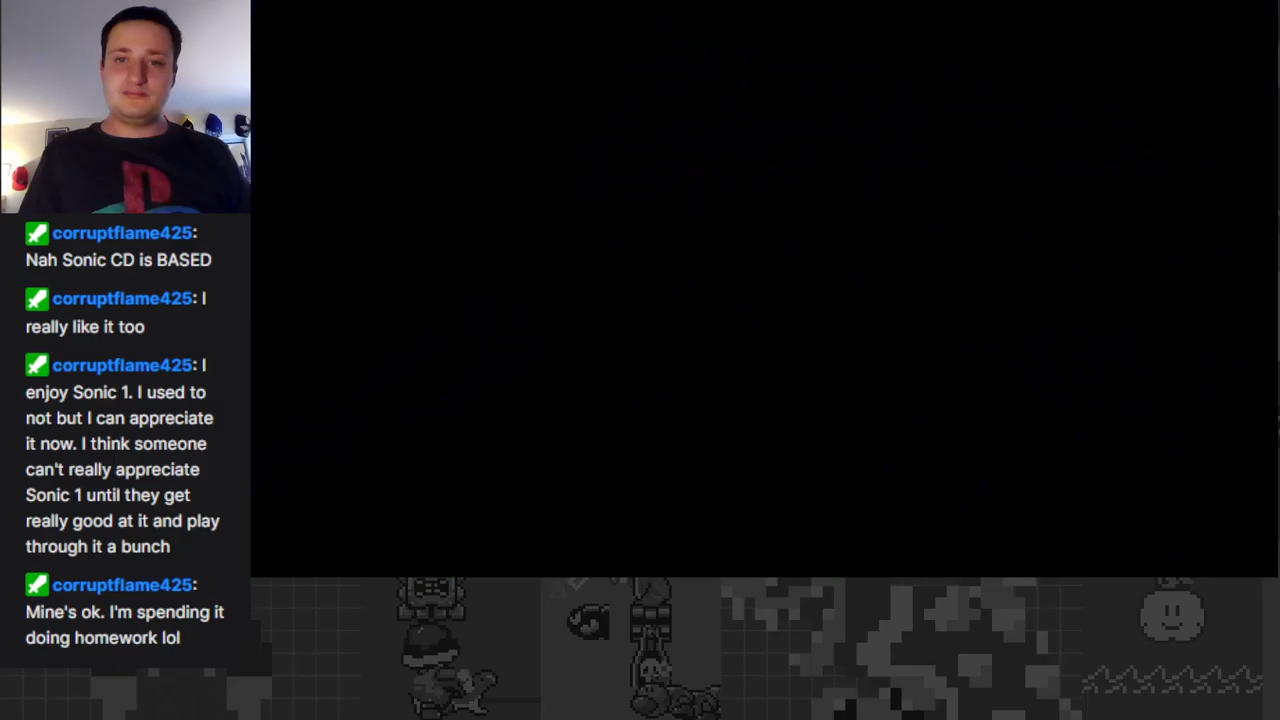 corruptflame425:
Nah Sonic CD is BASED
corruptflame425: I
really like it too
corruptflame425: I
enjoy Sonic 1. I used to
not but I can appreciate
it now. I think someone
can't really appreciate
Sonic 1 until they get
really good at it and play
through it a bunch
corruptflame425:
Mine's ok. I'm spending it
doing homework lol